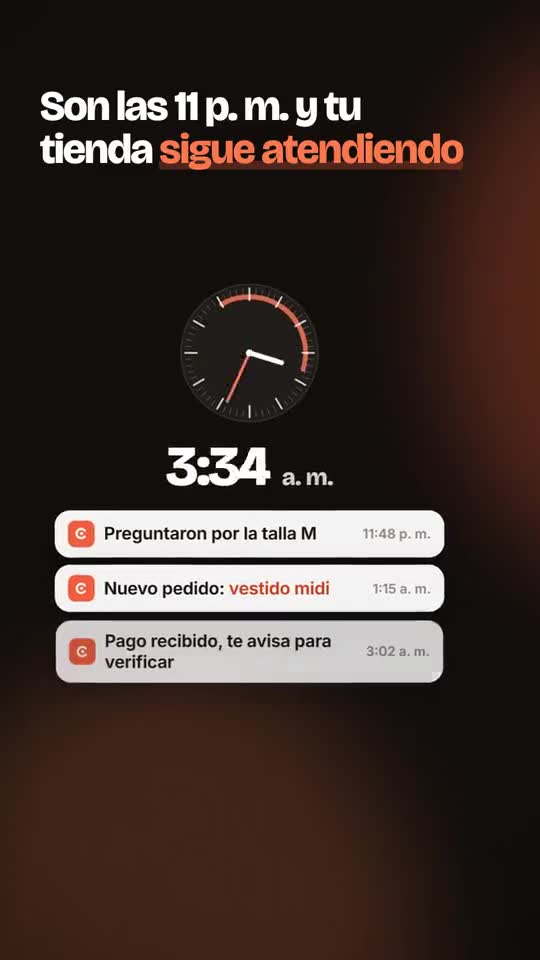 Son las 11 p. m. y tu
tienda sigue atendiendo
3:34 a. m.
Preguntaron por la talla M 11:48 p. m.
Nuevo pedido: vestido midi 1:15 a. m.
Pago recibido, te avisa para
verificar
3:02 a. m.